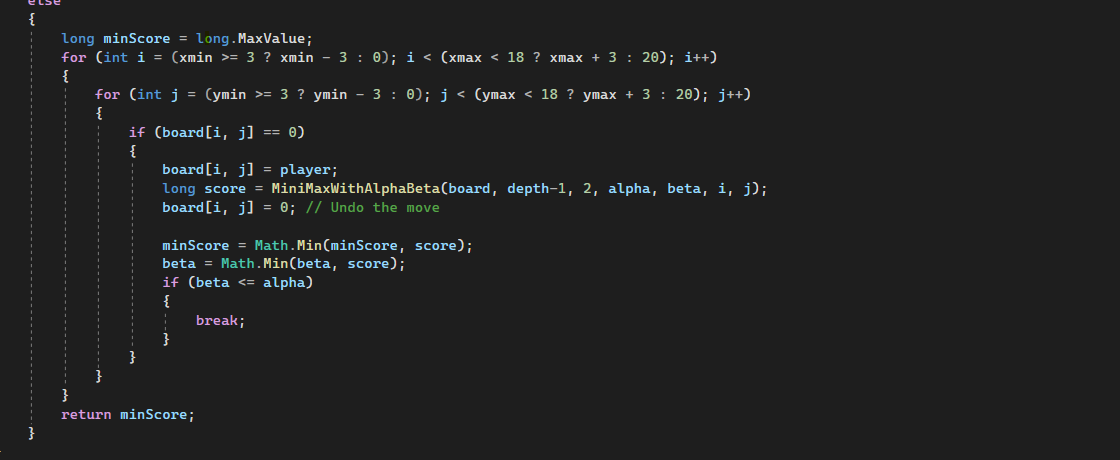 else
{
long minScore = long.MaxValue;
for (int i = (xmin >= 3 ? xmin - 3 : 0); i < (xmax < 18 ? xmax + 3 : 20); i++)
{
for (int j = (ymin >= 3 ? ymin - 3 : 0); j < (ymax < 18 ? ymax + 3 : 20); j++)
{
if (board[i, j] == 0)
{
board[i, j] = player;
long score = MiniMaxWithAlphaBeta(board, depth-1, 2, alpha, beta, i, j);
board[i, j] = 0; // Undo the move
minScore = Math.Min(minScore, score);
beta = Math.Min(beta, score);
if (beta <= alpha)
{
break;
}
}
}
}
return minScore;
}